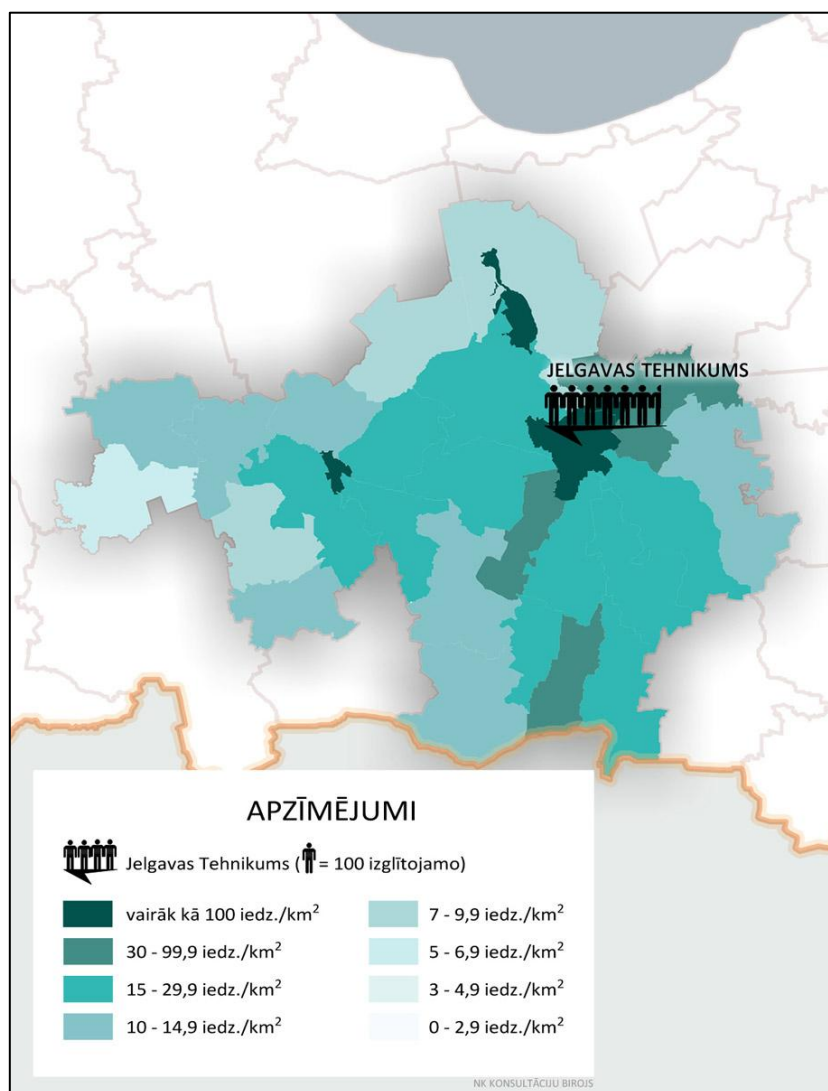 JELGAVAS TEHNIKUMS
APZĪMĒJUMI
Jelgavas Tehnikums (= 100 izglītojamo)
vairāk kā 100 iedz./km²
30 - 99,9 iedz./km²
15 - 29,9 iedz./km²
10 - 14,9 iedz./km²
7 - 9,9 iedz./km²
5 - 6,9 iedz./km²
3 - 4,9 iedz./km²
0 - 2,9 iedz./km²
NK KONSULTĀCIJU BIROJS